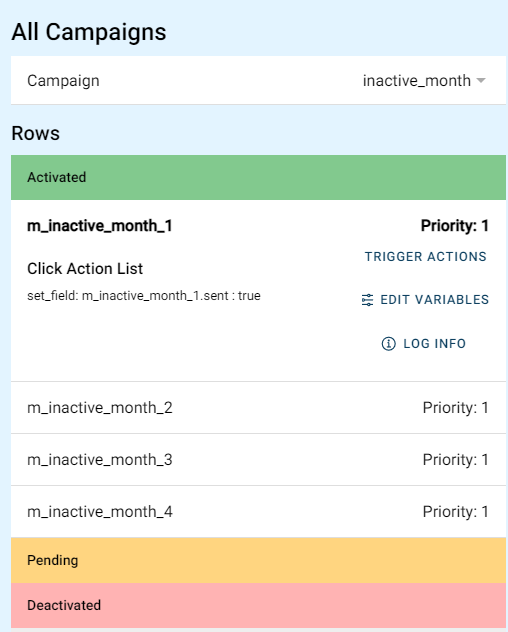 All Campaigns
Campaign inactive_month
Rows
Activated
m_inactive_month_1 Priority: 1
TRIGGER ACTIONS
Click Action List
set_field: m_inactive_month_1.sent : true
EDIT VARIABLES
LOG INFO
m_inactive_month_2 Priority: 1
m_inactive_month_3 Priority: 1
m_inactive_month_4 Priority: 1
Pending
Deactivated